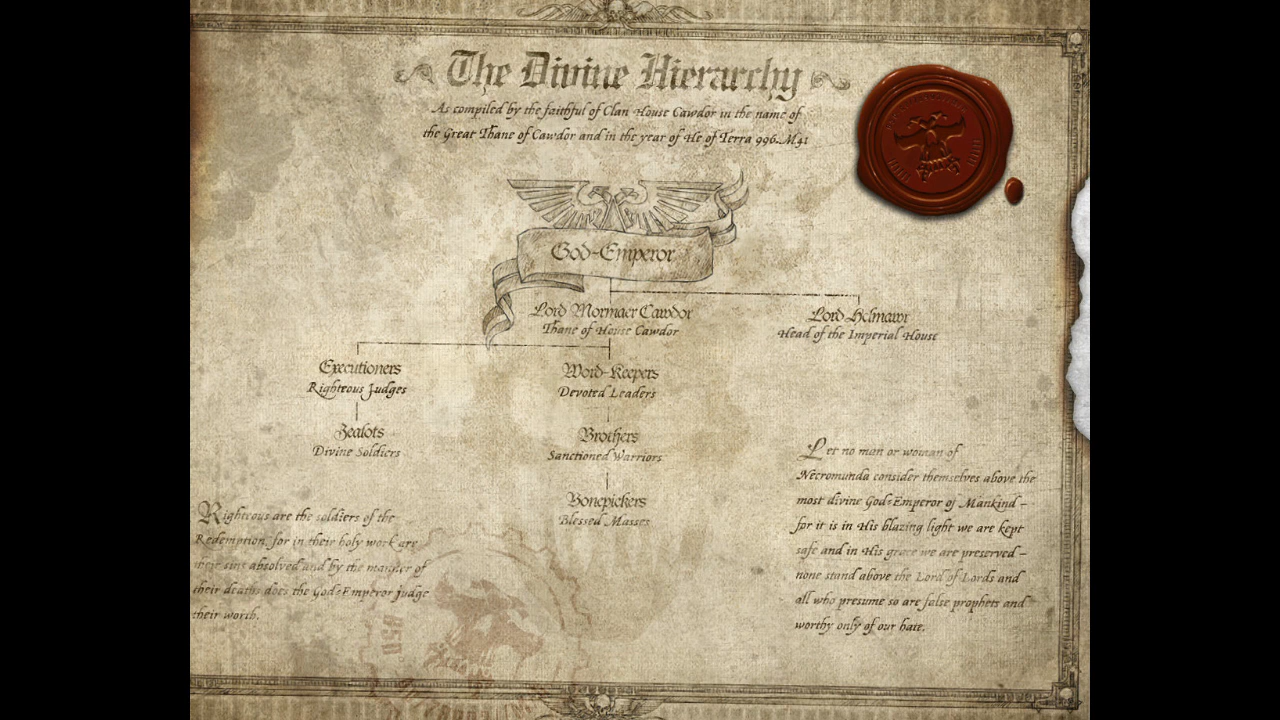 The Divine Hierarchy
As compiled by the faithful of Clan House Cawdor in the name of
the Great Thane of Cawdor and in the year of He of Terra 996.M41
God-Emperor
Lord Mormaer Cawdor
Thane of House Cawdor
Lord Helmawr
Head of the Imperial House
Executioners
Righteous Judges
Word-Keepers
Devoted Leaders
Zealots
Divine Soldiers
Brothers
Sanctioned Warriors
Bonepickers
Blessed Masses
Righteous are the soldiers of the
Redemption, for in their holy work are
their sins absolved and by the manner of
their deaths does the God-Emperor judge
their worth.
Let no man or woman of
Necromunda consider themselves above the
most divine God-Emperor of Mankind –
for it is in His blazing light we are kept
safe and in His grace we are preserved –
none stand above the Lord of Lords and
all who presume so are false prophets and
worthy only of our hate.